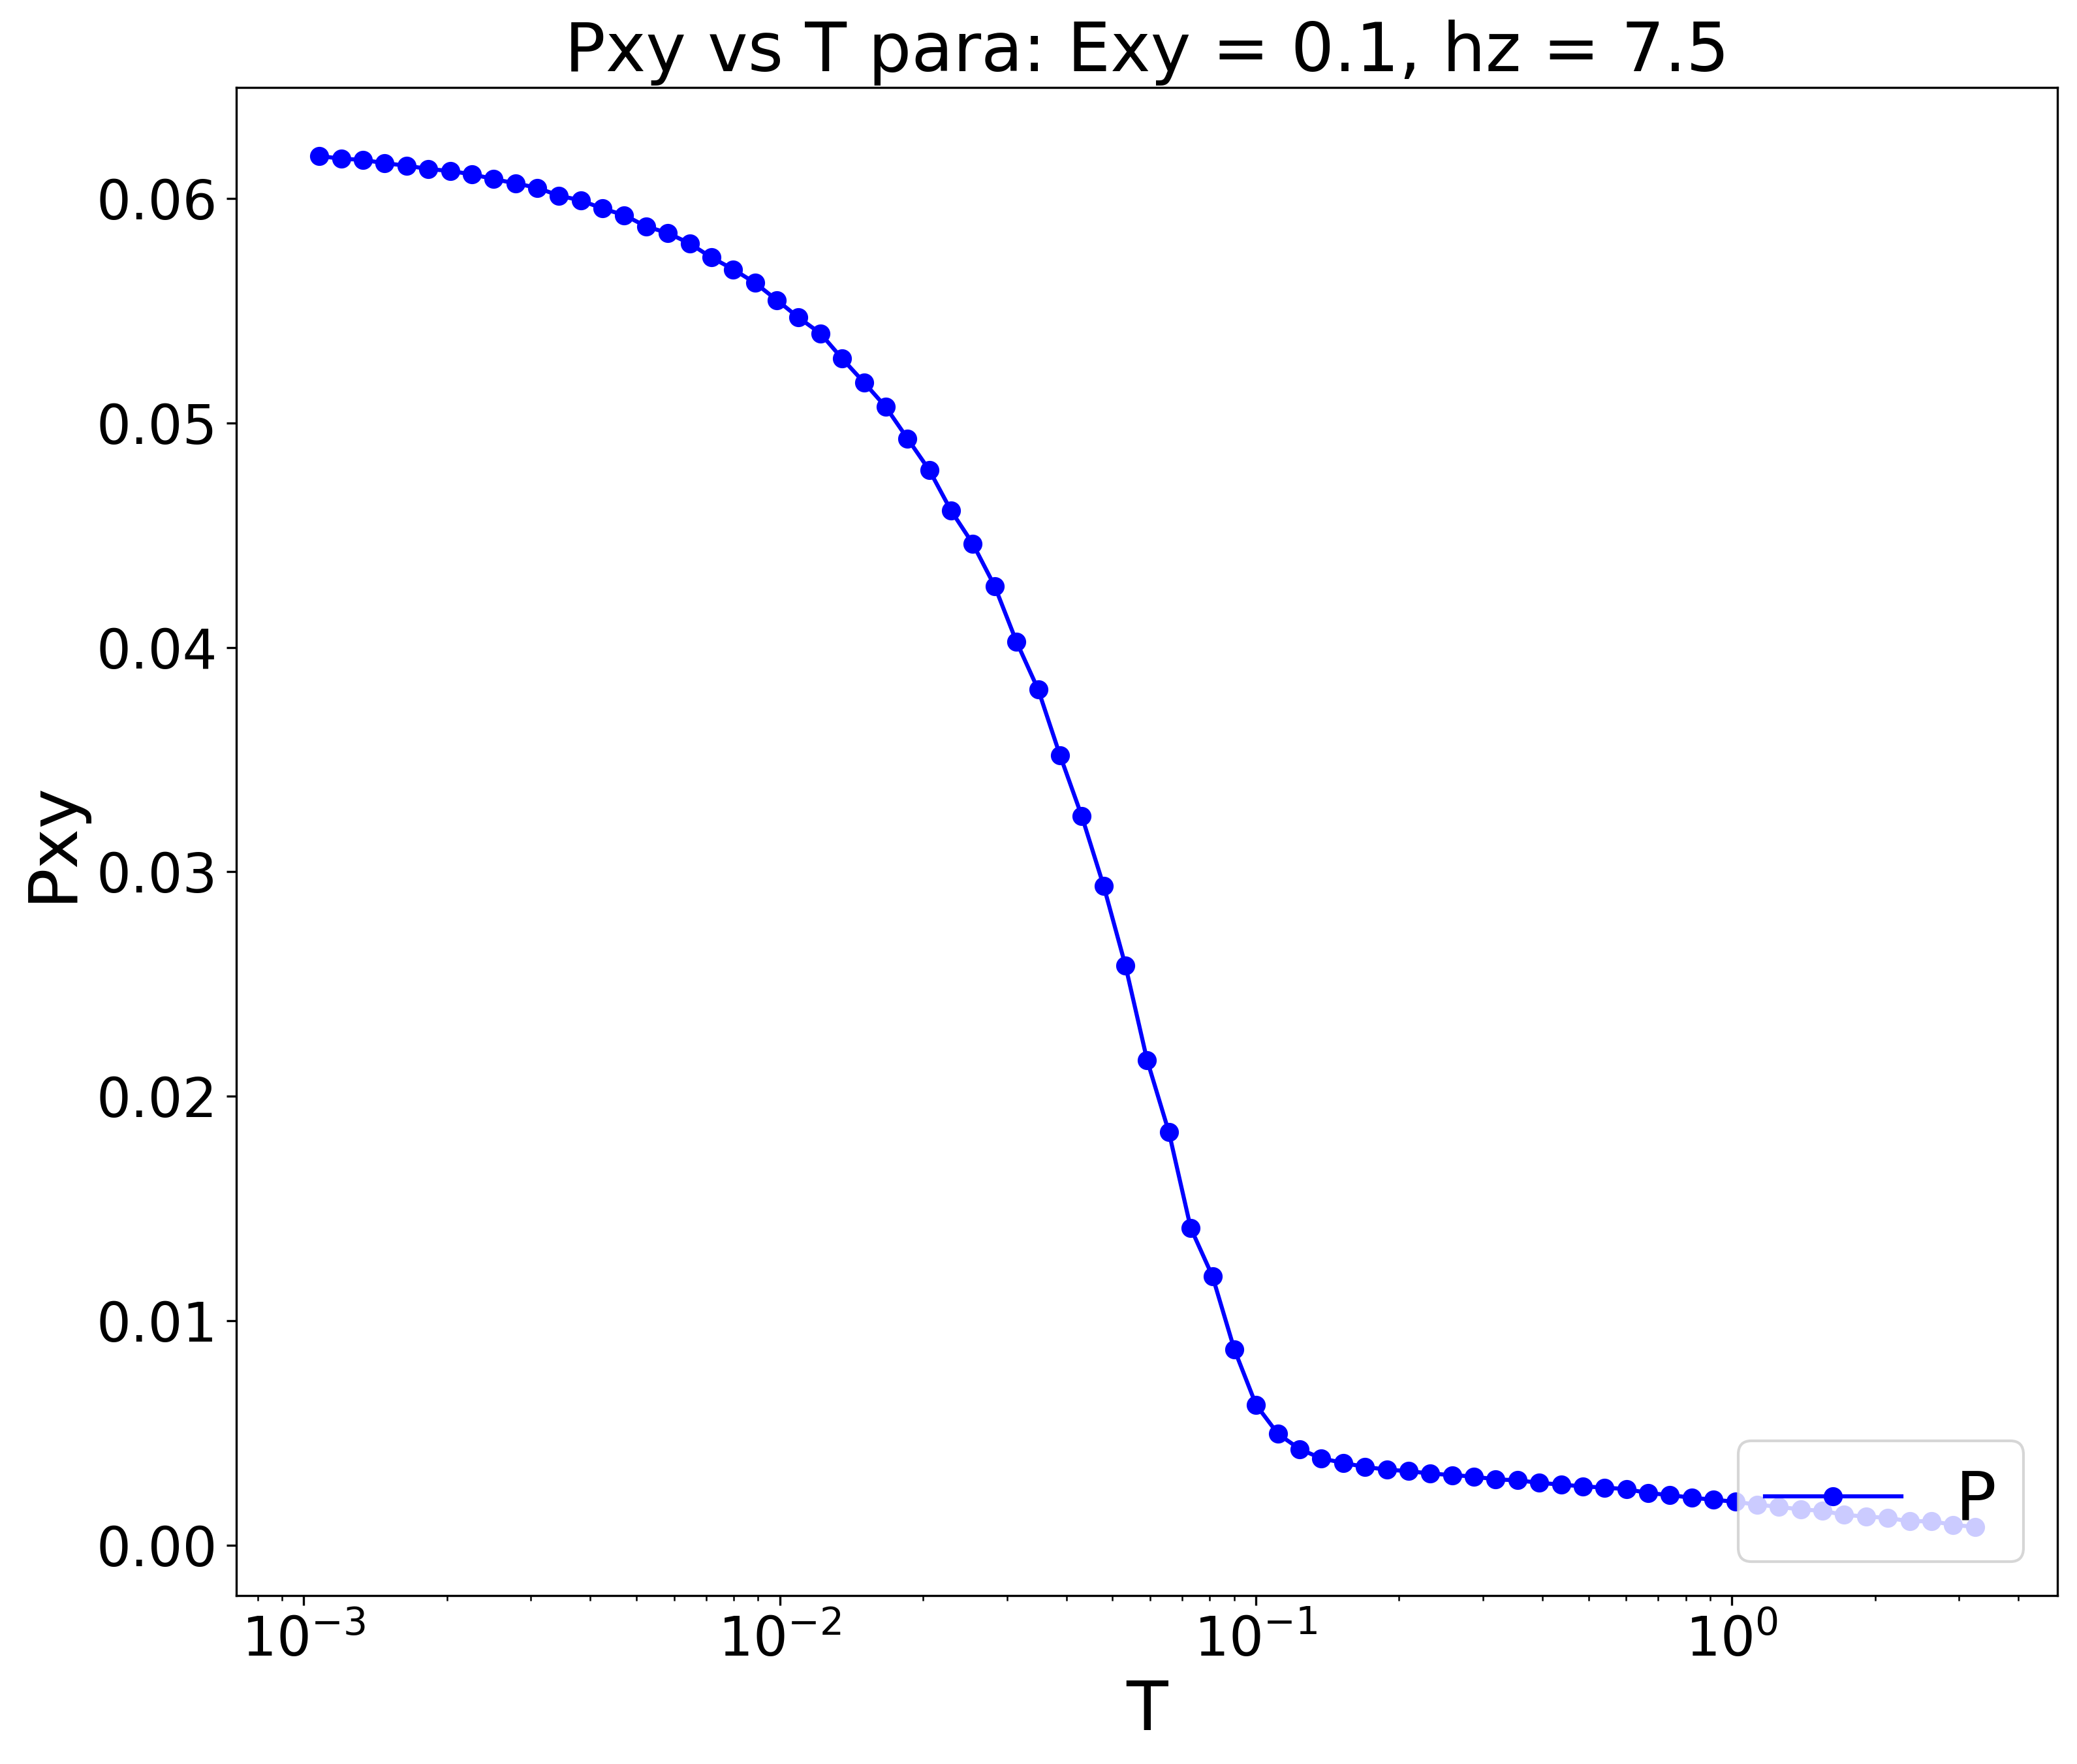 Pxy vs T para: Exy = 0.1, hz = 7.5
0.06
0.05
0.04
0.03
0.02
0.01
0.00
Pxy
P
10⁻³ 10⁻² 10⁻¹ 10⁰
T